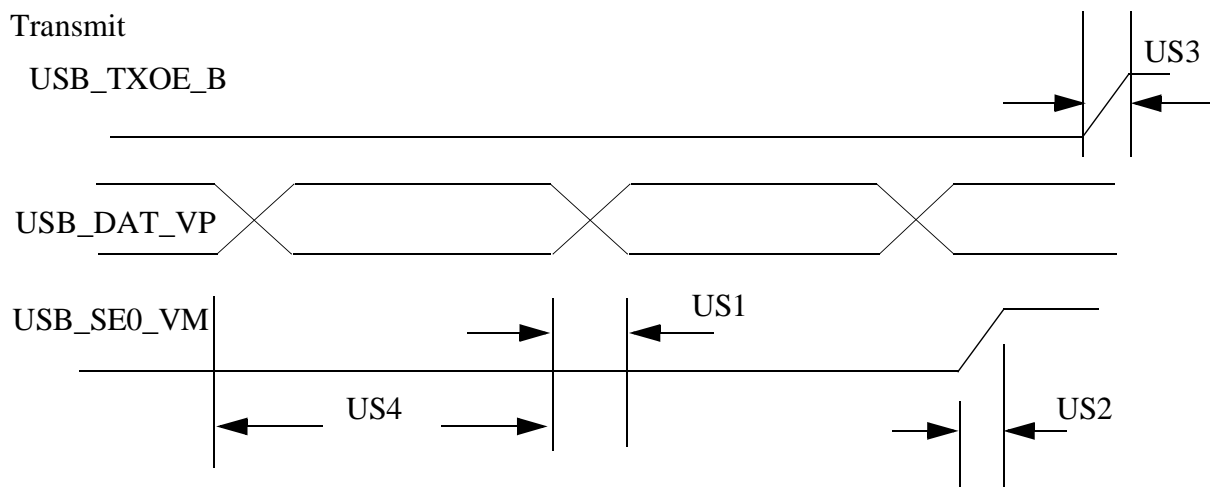 Transmit
USB_TXOE_B
US3
USB_DAT_VP
USB_SE0_VM
US1
US4
US2